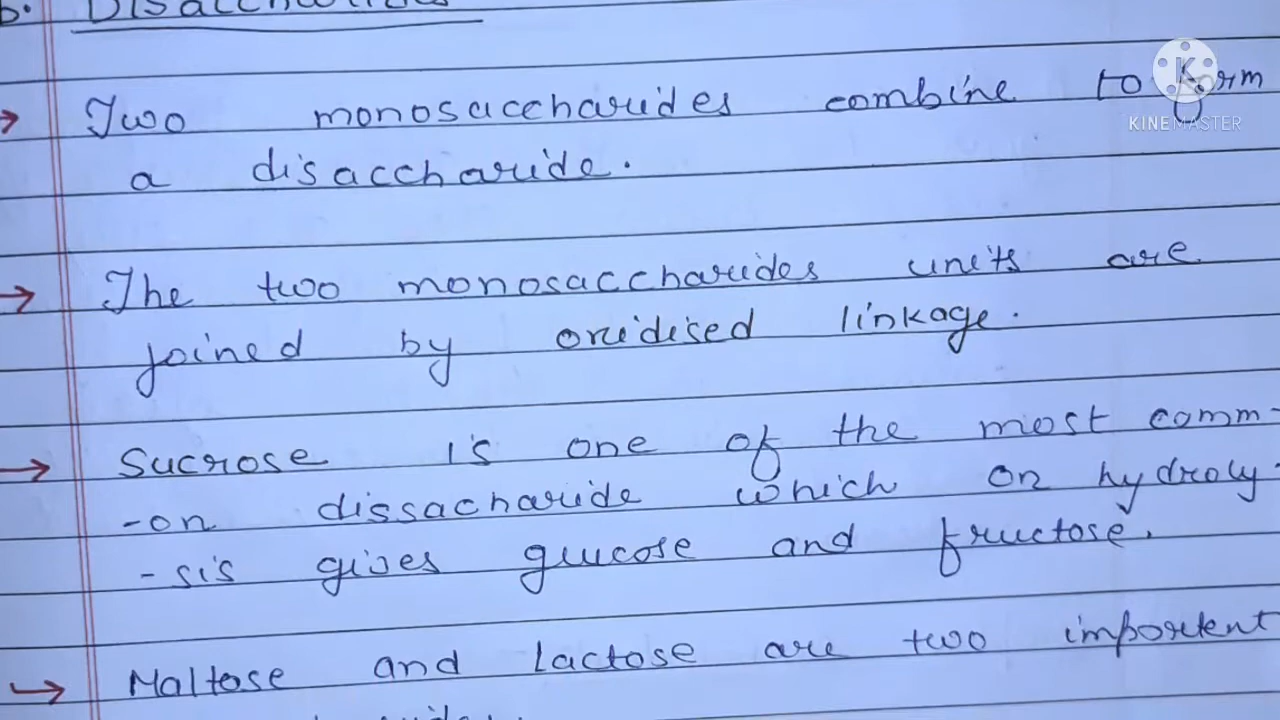 b. Disaccharides
→ Two monosaccharides combine to form
a disaccharide.
→ The two monosaccharides units are
joined by oxidised linkage.
→ Sucrose is one of the most comm-
-on dissacharide which on hydroly-
-sis gives glucose and fructose.
→ Maltose and lactose are two importent
KINEMASTER